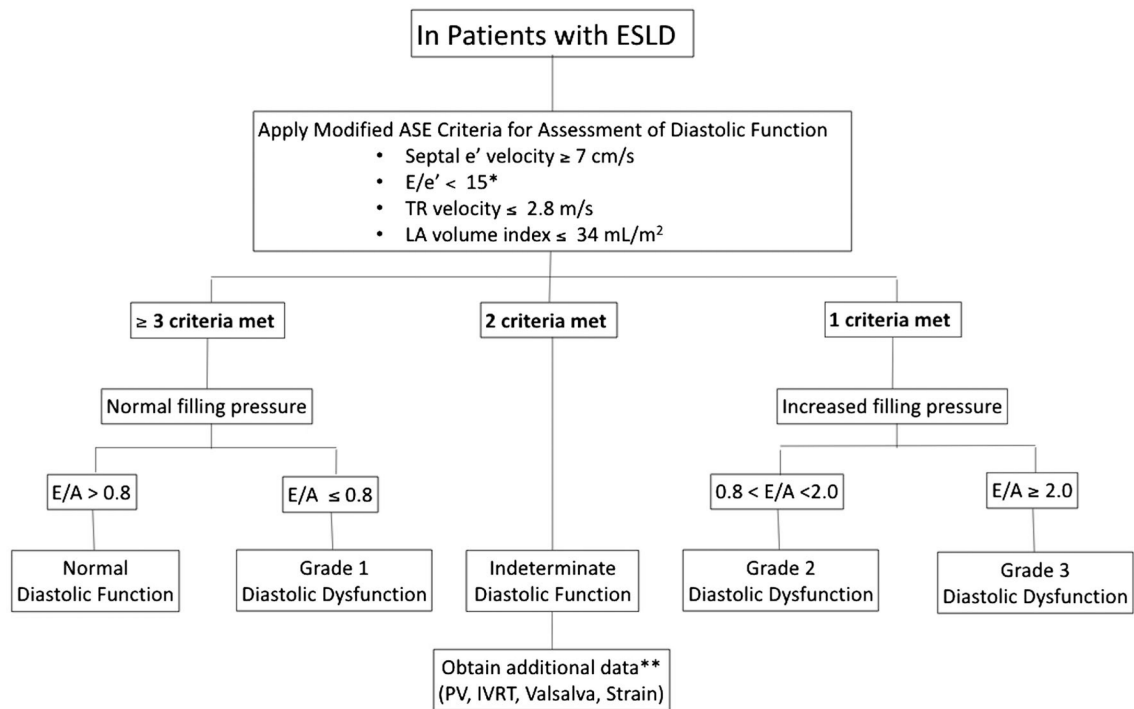 In Patients with ESLD
Apply Modified ASE Criteria for Assessment of Diastolic Function
• Septal e' velocity ≥ 7 cm/s
• E/e' < 15*
• TR velocity ≤ 2.8 m/s
• LA volume index ≤ 34 mL/m²
≥ 3 criteria met
2 criteria met
1 criteria met
Normal filling pressure
Increased filling pressure
E/A > 0.8
E/A ≤ 0.8
0.8 < E/A <2.0
E/A ≥ 2.0
Normal
Diastolic Function
Grade 1
Diastolic Dysfunction
Indeterminate
Diastolic Function
Grade 2
Diastolic Dysfunction
Grade 3
Diastolic Dysfunction
Obtain additional data**
(PV, IVRT, Valsalva, Strain)